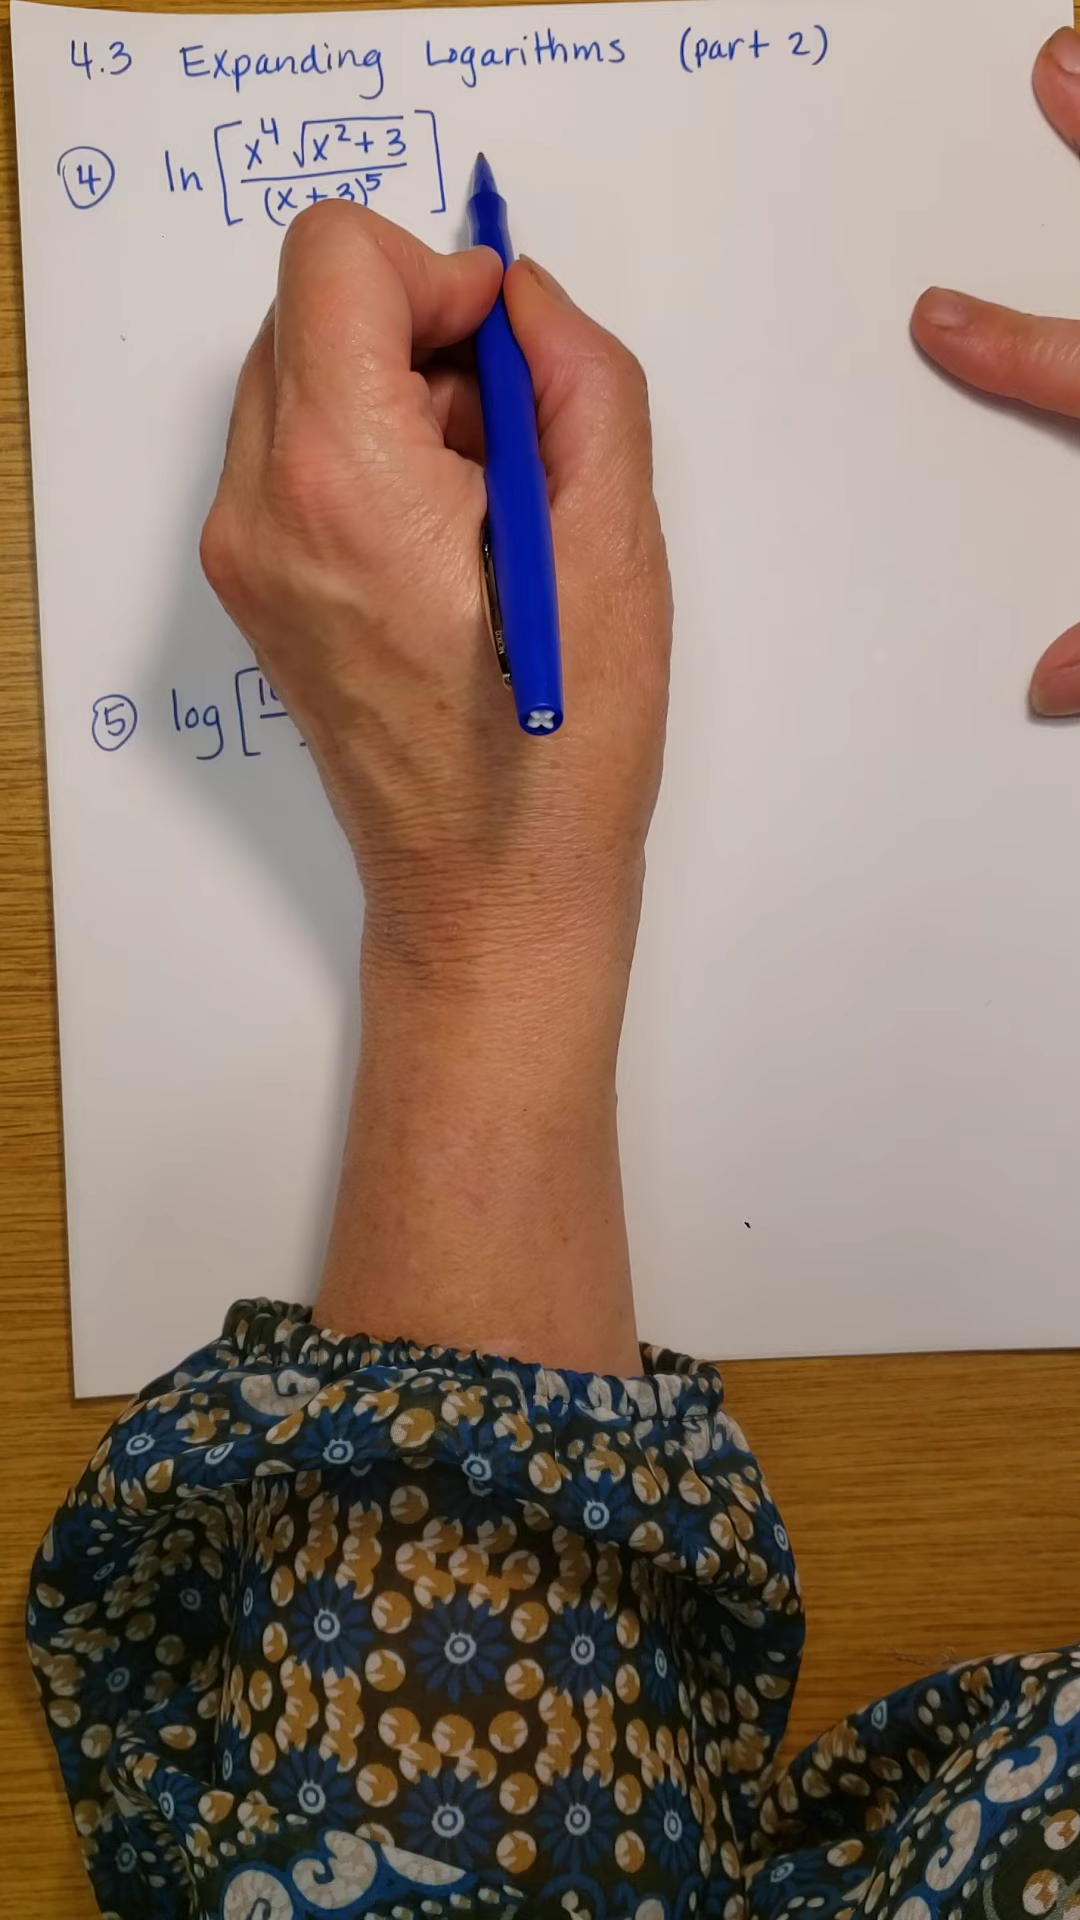 4.3 Expanding Logarithms (part 2)
④ ln [ x⁴ √(x²+3) / (x+3)⁵ ]
⑤ log [